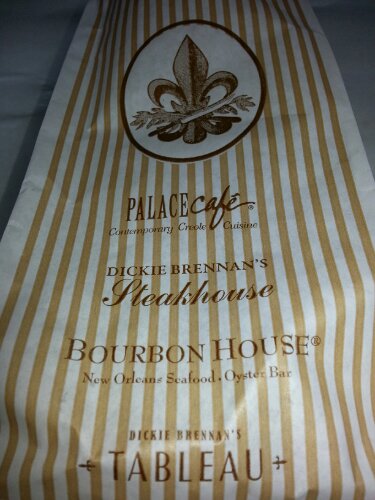 PALACE Café®
Contemporary Creole Cuisine
DICKIE BRENNAN'S
Steakhouse
BOURBON HOUSE®
New Orleans Seafood · Oyster Bar
DICKIE BRENNAN'S
TABLEAU